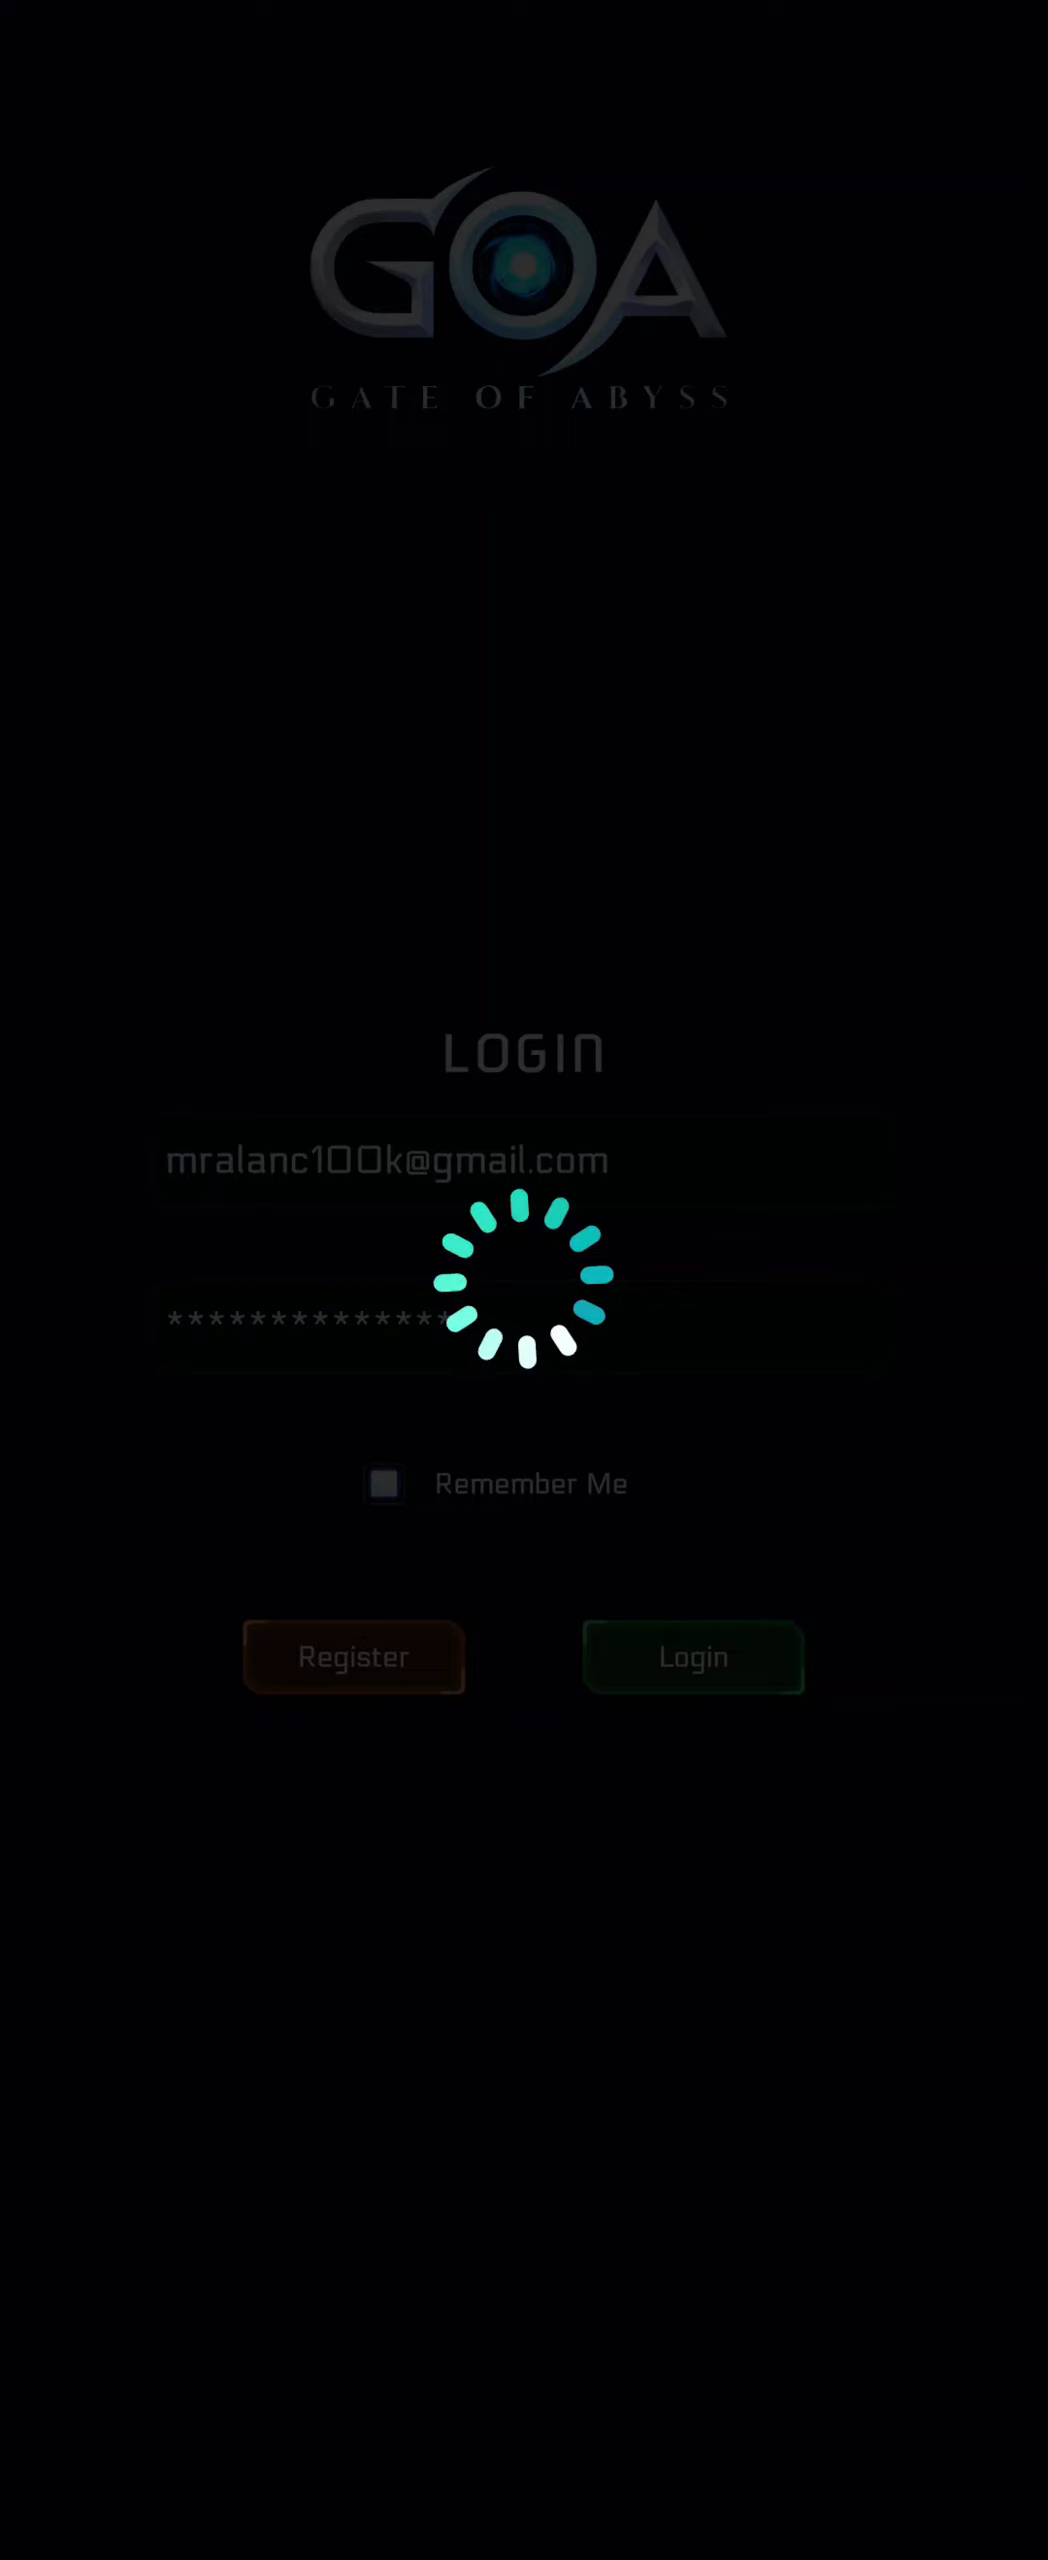 GOA
GATE OF ABYSS
LOGIN
mralanc100k@gmail.com
**************
Remember Me
Register
Login